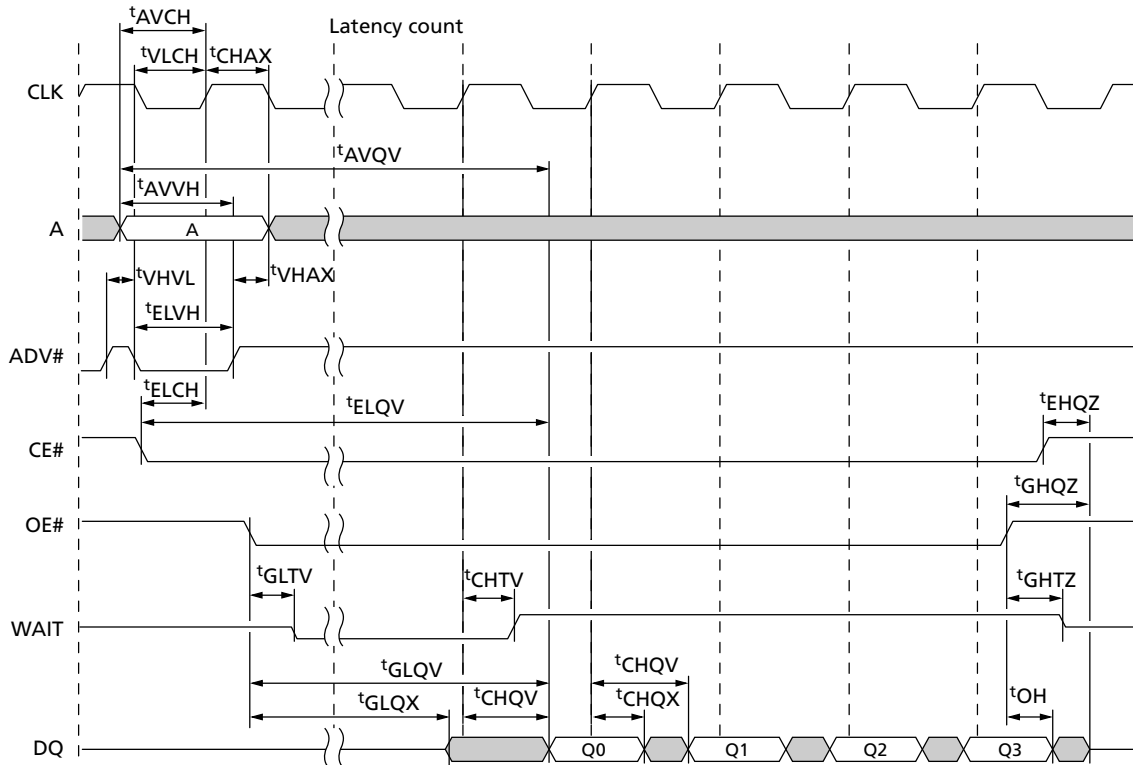 tAVCH
Latency count
tVLCH tCHAX
CLK
tAVQV
tAVVH
A A
tVHVL tVHAX
tELVH
ADV#
tELCH
tELQV tEHQZ
CE#
tGHQZ
OE#
tGLTV tCHTV tGHTZ
WAIT
tGLQV tCHQV
tGLQX tCHQV tCHQX tOH
DQ Q0 Q1 Q2 Q3